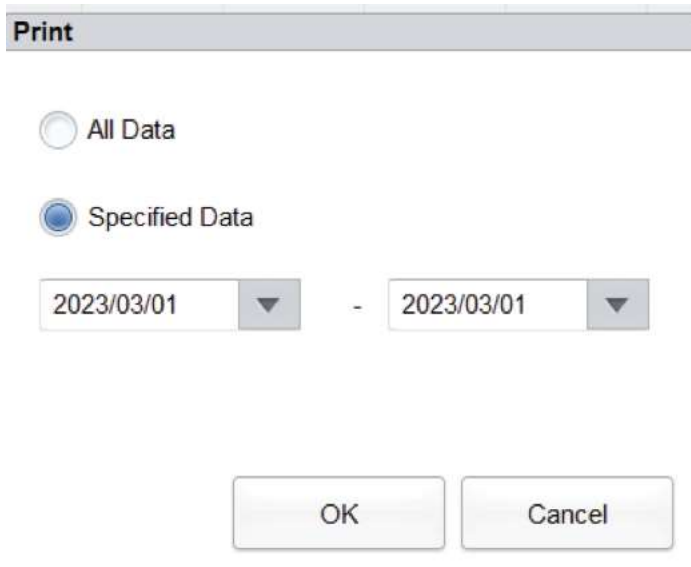 Print
All Data
Specified Data
2023/03/01 - 2023/03/01
OK Cancel